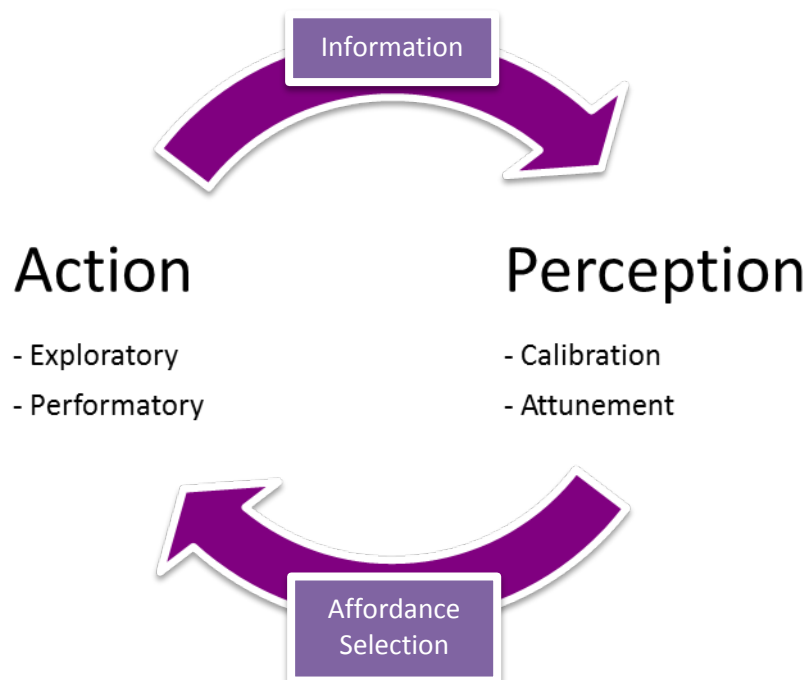 Information
Action
- Exploratory
- Performatory
Perception
- Calibration
- Attunement
Affordance
Selection